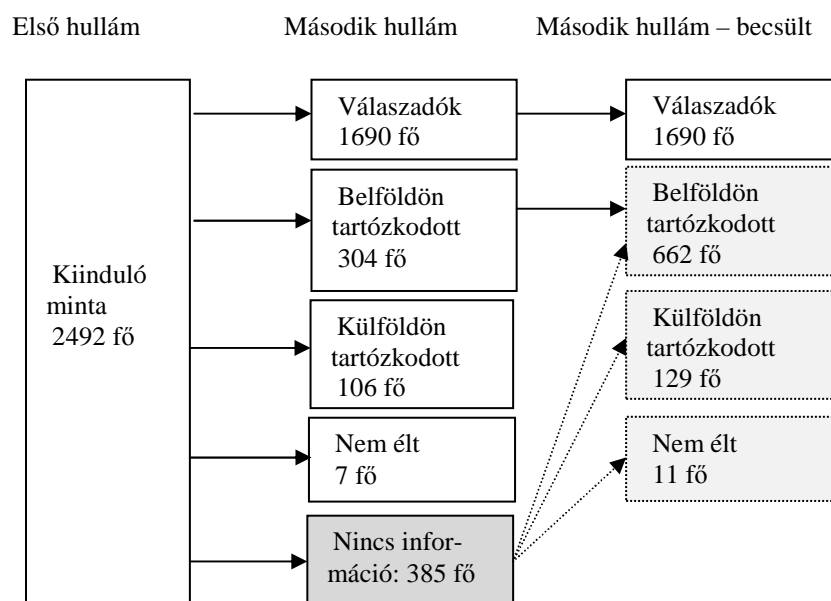 Első hullám
Második hullám
Második hullám – becsült
Kiinduló
minta
2492 fő
Válaszadók
1690 fő
Belföldön
tartózkodott
304 fő
Külföldön
tartózkodott
106 fő
Nem élt
7 fő
Nincs infor-
máció: 385 fő
Válaszadók
1690 fő
Belföldön
tartózkodott
662 fő
Külföldön
tartózkodott
129 fő
Nem élt
11 fő